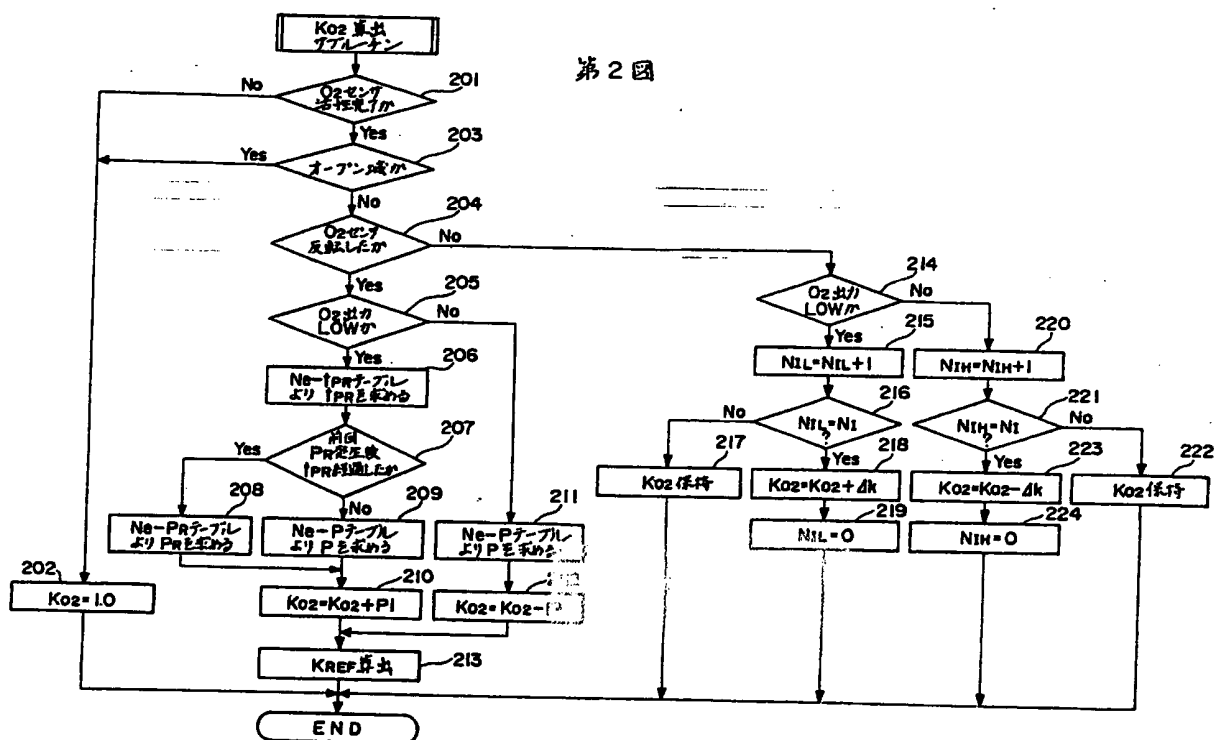 KO2算出
サブルーチン
第2図
201
No
O2センサ
活性完了か
Yes
203
Yes
オープン域か
No
204
O2センサ
反転したか
No
Yes
205
O2出力
LOWか
No
Yes
206
Ne-tPRテーブル
より tPRを求める
207
前回
PR発生後
tPR経過したか
Yes
No
208
Ne-PRテーブル
より PRを求める
209
Ne-Pテーブル
より Pを求める
211
Ne-Pテーブル
より Pを求める
202
KO2=1.0
210
KO2=KO2+PI
KO2=KO2-
213
KREF算出
END
214
O2出力
LOWか
No
Yes
215
NIL=NIL+1
220
NIH=NIH+1
216
NIL=NI
?
No
Yes
221
NIH=NI
?
No
Yes
217
KO2保持
218
KO2=KO2+Δk
223
KO2=KO2-Δk
222
KO2保持
219
NIL=0
224
NIH=0